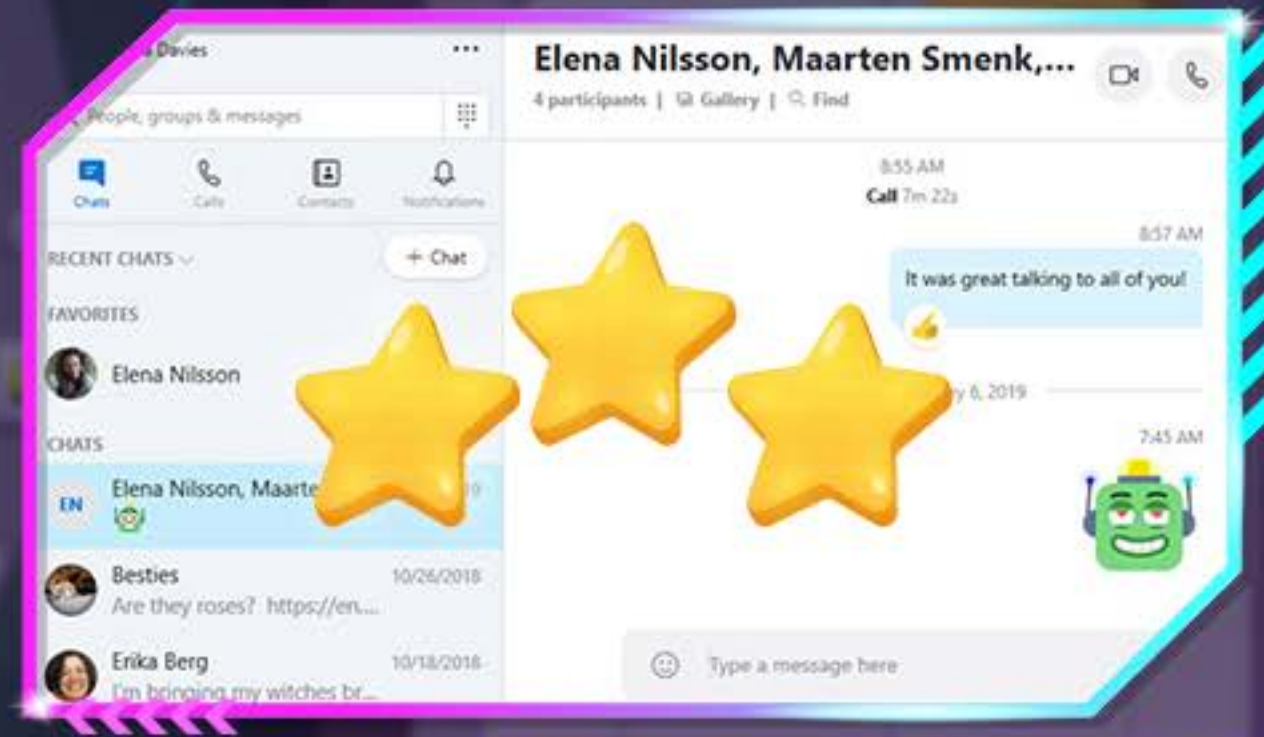 Davies
People, groups & messages
Chats
Calls
Contacts
Notifications
RECENT CHATS
+ Chat
FAVORITES
Elena Nilsson
CHATS
EN
Elena Nilsson, Maarte
Besties
10/26/2018
Are they roses? https://en....
Erika Berg
10/18/2018
I'm bringing my witches br...
Elena Nilsson, Maarten Smenk,...
4 participants | Gallery | Find
8:55 AM
Call 7m 22s
8:57 AM
It was great talking to all of you!
6, 2019
7:45 AM
Type a message here